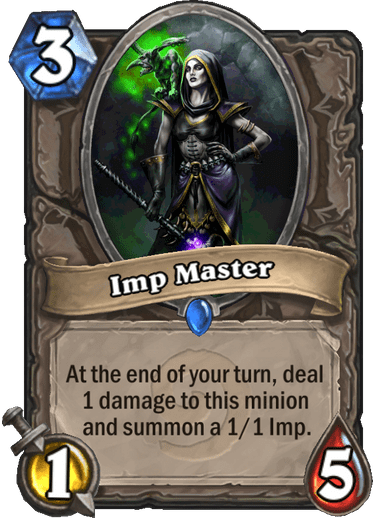 3
Imp Master
At the end of your turn, deal
1 damage to this minion
and summon a 1/1 Imp.
1
5